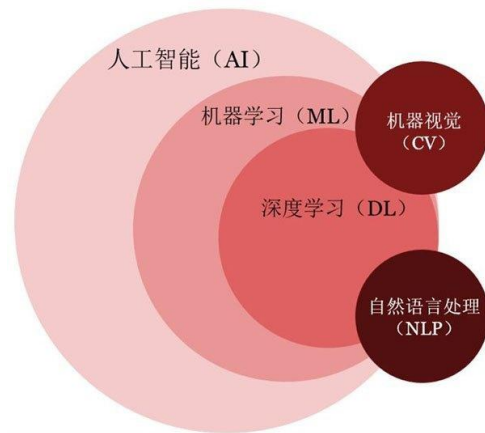 人工智能（AI）
机器学习（ML）
机器视觉
（CV）
深度学习（DL）
自然语言处理
（NLP）